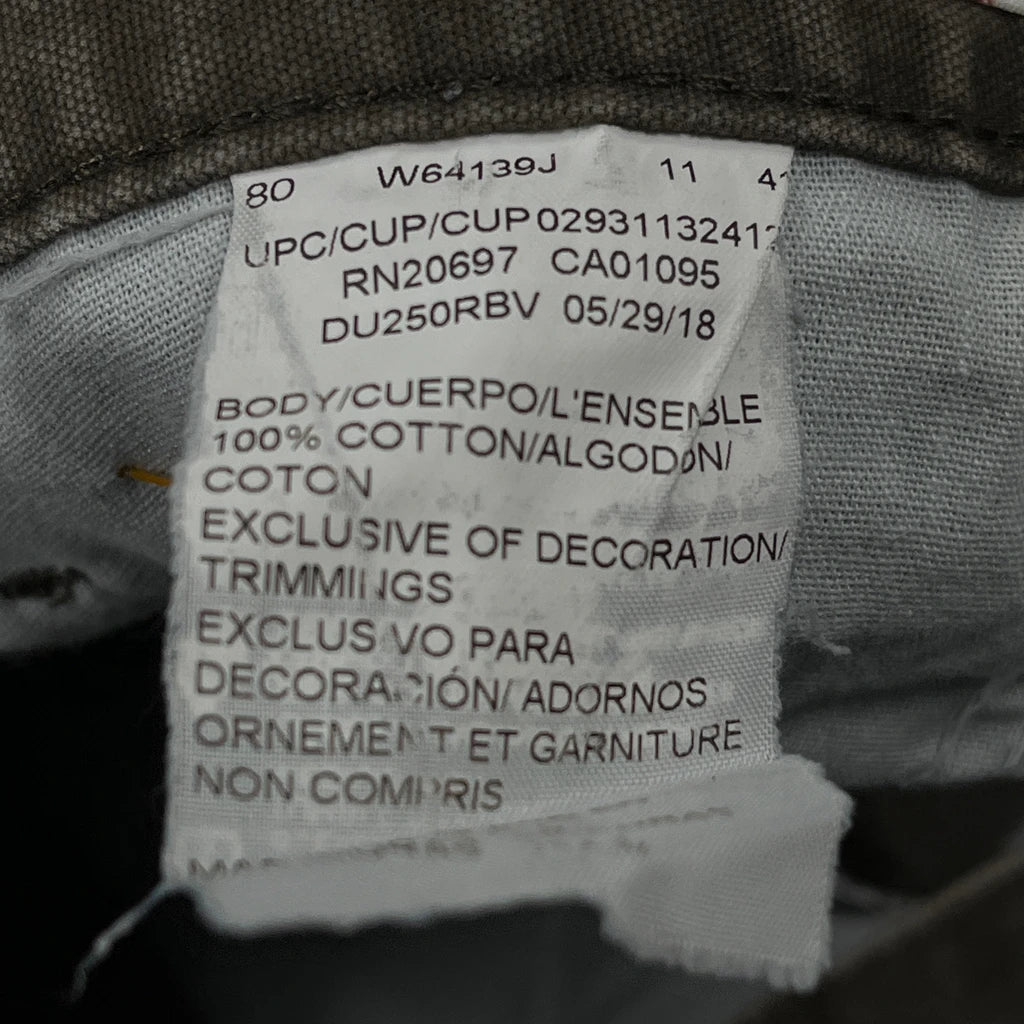 80 W64139J 11
UPC/CUP/CUP
RN20697 CA01095
DU250RBV 05/29/18
BODY/CUERPO/L'ENSEMBLE
100% COTTON/ALGODON/
COTON
EXCLUSIVE OF DECORATION/
TRIMMINGS
EXCLUSIVO PARA
DECORACIÓN/ADORNOS
ORNEMENT ET GARNITURE
NON COMPRIS